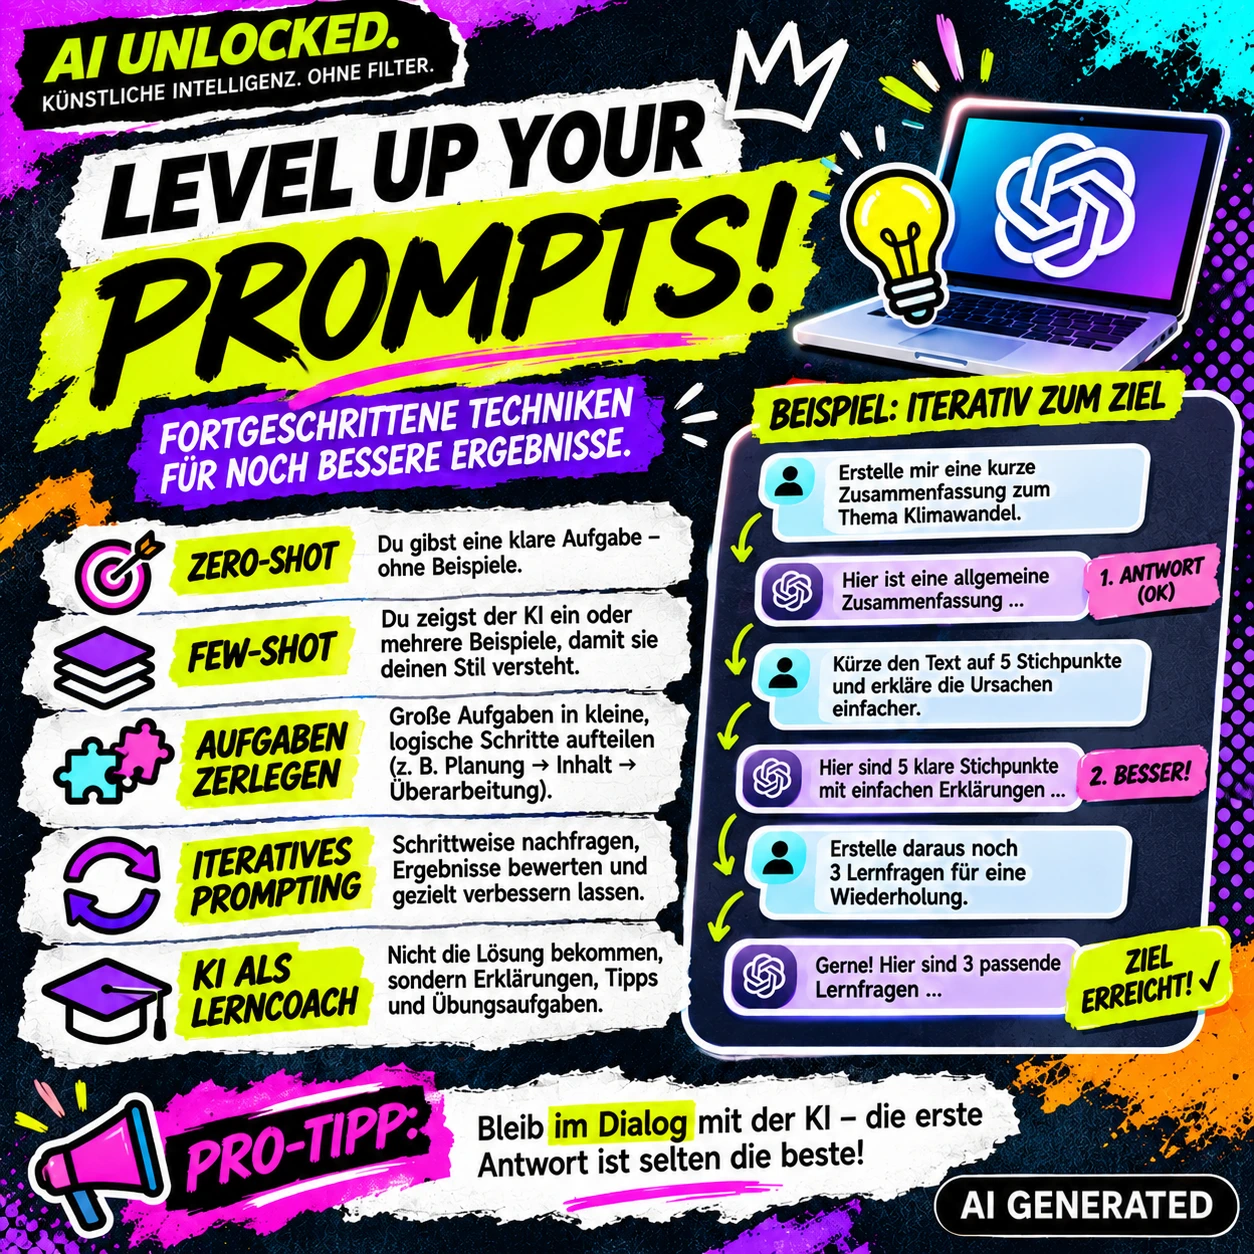 AI UNLOCKED.
KÜNSTLICHE INTELLIGENZ. OHNE FILTER.
LEVEL UP YOUR
PROMPTS!
FORTGESCHRITTENE TECHNIKEN
FÜR NOCH BESSERE ERGEBNISSE.
ZERO-SHOT
Du gibst eine klare Aufgabe –
ohne Beispiele.
FEW-SHOT
Du zeigst der KI ein oder
mehrere Beispiele, damit sie
deinen Stil versteht.
AUFGABEN
ZERLEGEN
Große Aufgaben in kleine,
logische Schritte aufteilen
(z. B. Planung → Inhalt →
Überarbeitung).
ITERATIVES
PROMPTING
Schrittweise nachfragen,
Ergebnisse bewerten und
gezielt verbessern lassen.
KI ALS
LERNCOACH
Nicht die Lösung bekommen,
sondern Erklärungen, Tipps
und Übungsaufgaben.
BEISPIEL: ITERATIV ZUM ZIEL
Erstelle mir eine kurze
Zusammenfassung zum
Thema Klimawandel.
Hier ist eine allgemeine
Zusammenfassung ...
1. ANTWORT
(OK)
Kürze den Text auf 5 Stichpunkte
und erkläre die Ursachen
einfacher.
Hier sind 5 klare Stichpunkte
mit einfachen Erklärungen ...
2. BESSER!
Erstelle daraus noch
3 Lernfragen für eine
Wiederholung.
Gerne! Hier sind 3 passende
Lernfragen ...
ZIEL
ERREICHT! ✓
PRO-TIPP:
Bleib im Dialog mit der KI – die erste
Antwort ist selten die beste!
AI GENERATED